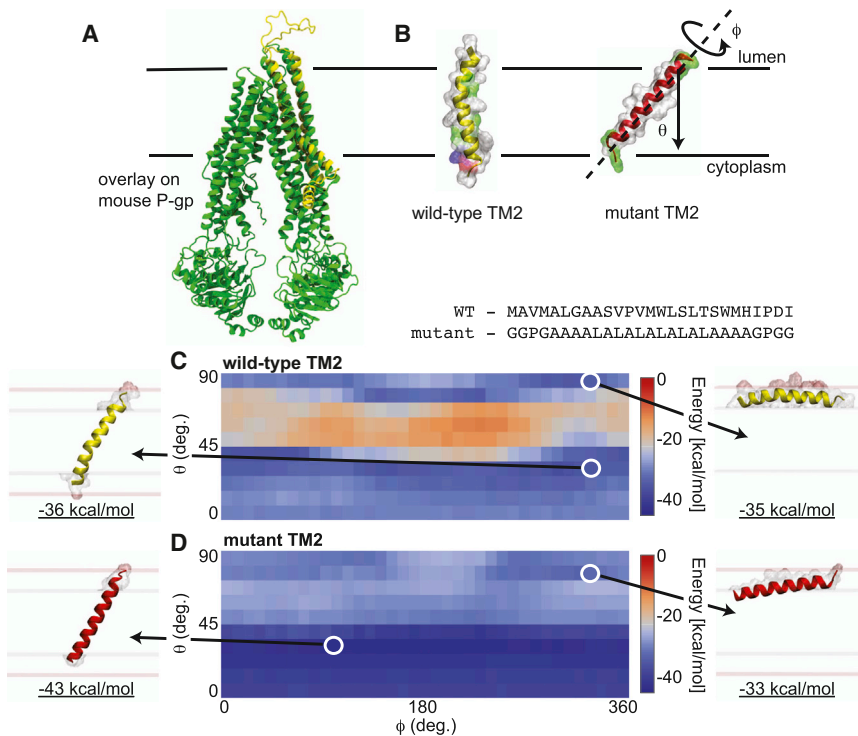 A
B
ϕ
lumen
θ
cytoplasm
overlay on
mouse P-gp
wild-type TM2
mutant TM2
WT – MAVMALGAASVPVMWLSLTSWMHIPDI
mutant – GGPGAAAALALALALALALAAAAGPGG
C
wild-type TM2
90
45
0
θ (deg.)
0
-20
-40
Energy [kcal/mol]
-36 kcal/mol
-35 kcal/mol
D
mutant TM2
90
45
0
θ (deg.)
0
-20
-40
Energy [kcal/mol]
-43 kcal/mol
-33 kcal/mol
0
180
360
ϕ (deg.)